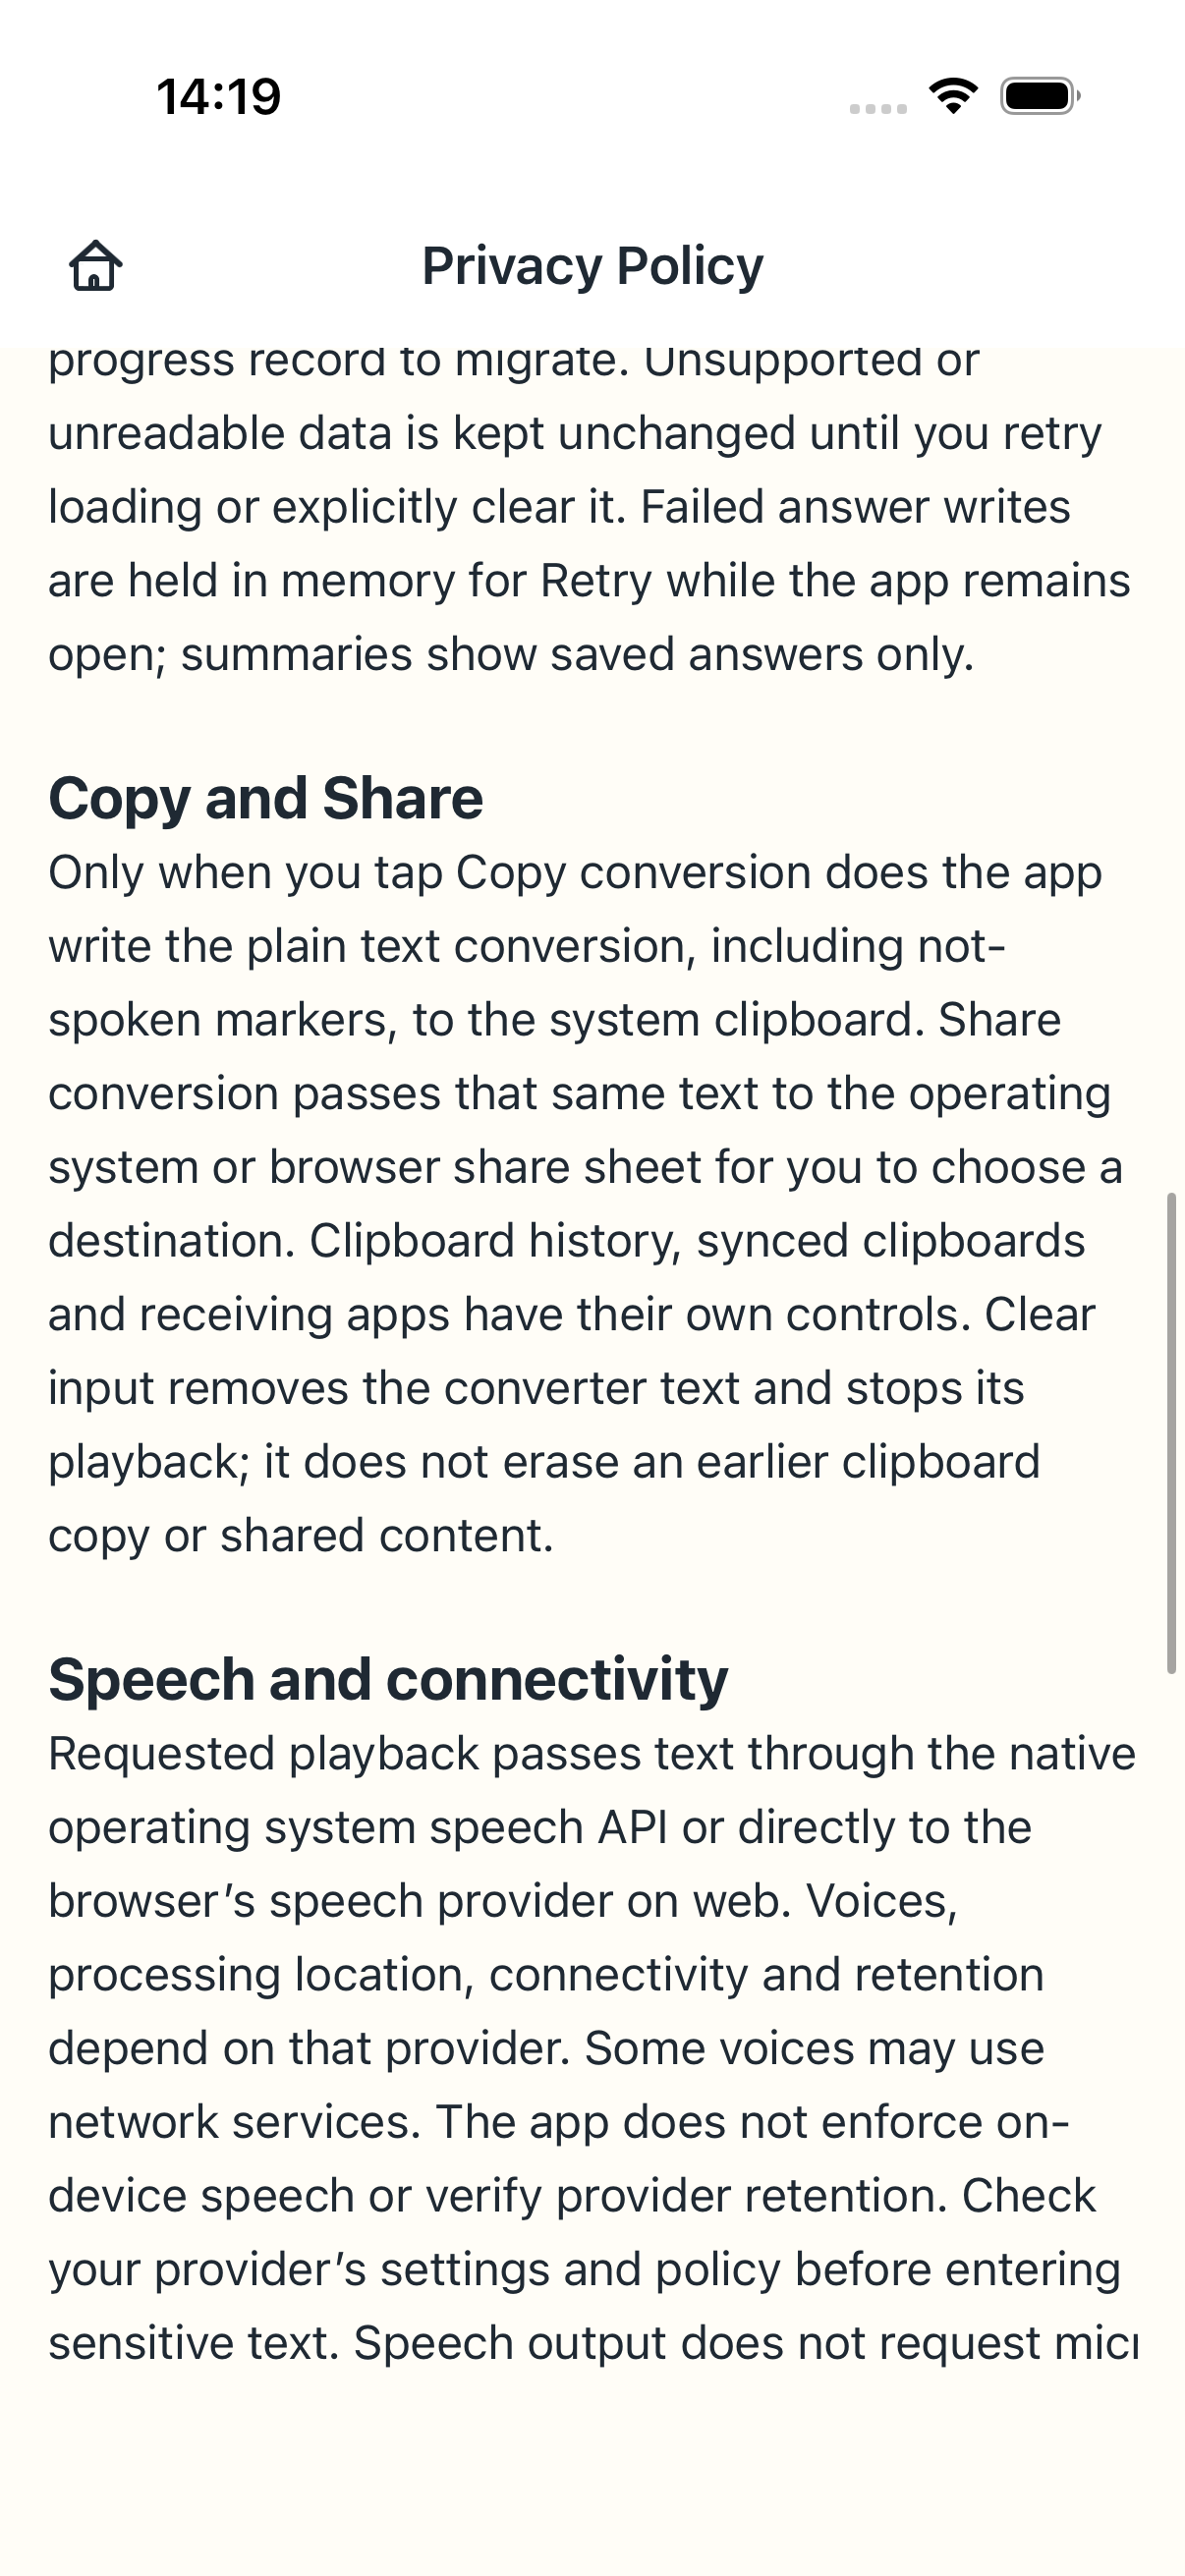 14:19
Privacy Policy
progress record to migrate. Unsupported or
unreadable data is kept unchanged until you retry
loading or explicitly clear it. Failed answer writes
are held in memory for Retry while the app remains
open; summaries show saved answers only.
Copy and Share
Only when you tap Copy conversion does the app
write the plain text conversion, including not-
spoken markers, to the system clipboard. Share
conversion passes that same text to the operating
system or browser share sheet for you to choose a
destination. Clipboard history, synced clipboards
and receiving apps have their own controls. Clear
input removes the converter text and stops its
playback; it does not erase an earlier clipboard
copy or shared content.
Speech and connectivity
Requested playback passes text through the native
operating system speech API or directly to the
browser’s speech provider on web. Voices,
processing location, connectivity and retention
depend on that provider. Some voices may use
network services. The app does not enforce on-
device speech or verify provider retention. Check
your provider’s settings and policy before entering
sensitive text. Speech output does not request